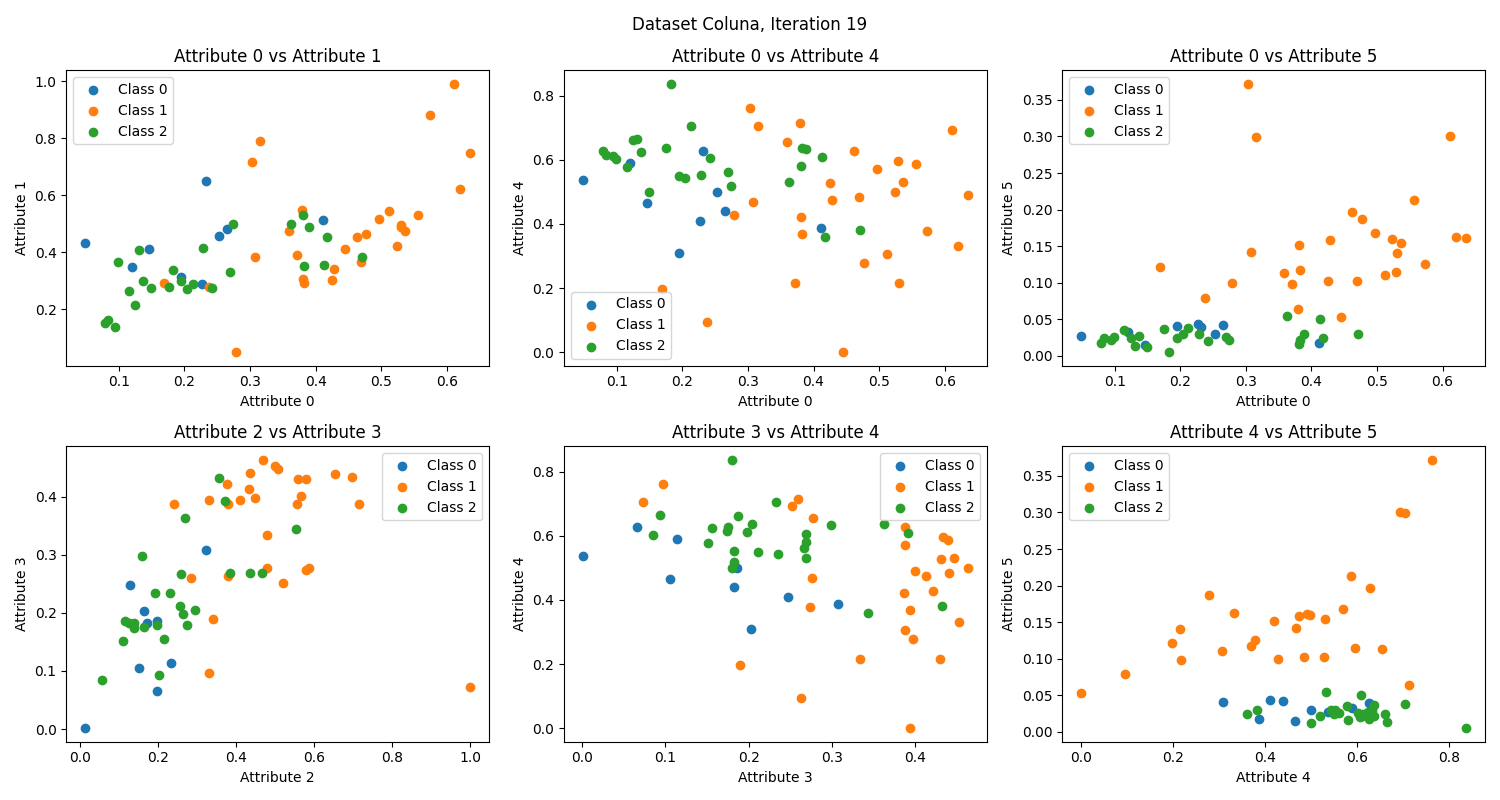 Dataset Coluna, Iteration 19
Attribute 0 vs Attribute 1
Class 0
Class 1
Class 2
Attribute 1
1.0
0.8
0.6
0.4
0.2
0.1 0.2 0.3 0.4 0.5 0.6
Attribute 0
Attribute 0 vs Attribute 4
Class 0
Class 1
Class 2
Attribute 4
0.8
0.6
0.4
0.2
0.0
0.1 0.2 0.3 0.4 0.5 0.6
Attribute 0
Attribute 0 vs Attribute 5
Class 0
Class 1
Class 2
Attribute 5
0.35
0.30
0.25
0.20
0.15
0.10
0.05
0.00
0.1 0.2 0.3 0.4 0.5 0.6
Attribute 0
Attribute 2 vs Attribute 3
Class 0
Class 1
Class 2
Attribute 3
0.4
0.3
0.2
0.1
0.0
0.0 0.2 0.4 0.6 0.8 1.0
Attribute 2
Attribute 3 vs Attribute 4
Class 0
Class 1
Class 2
Attribute 4
0.8
0.6
0.4
0.2
0.0
0.0 0.1 0.2 0.3 0.4
Attribute 3
Attribute 4 vs Attribute 5
Class 0
Class 1
Class 2
Attribute 5
0.35
0.30
0.25
0.20
0.15
0.10
0.05
0.00
0.0 0.2 0.4 0.6 0.8
Attribute 4